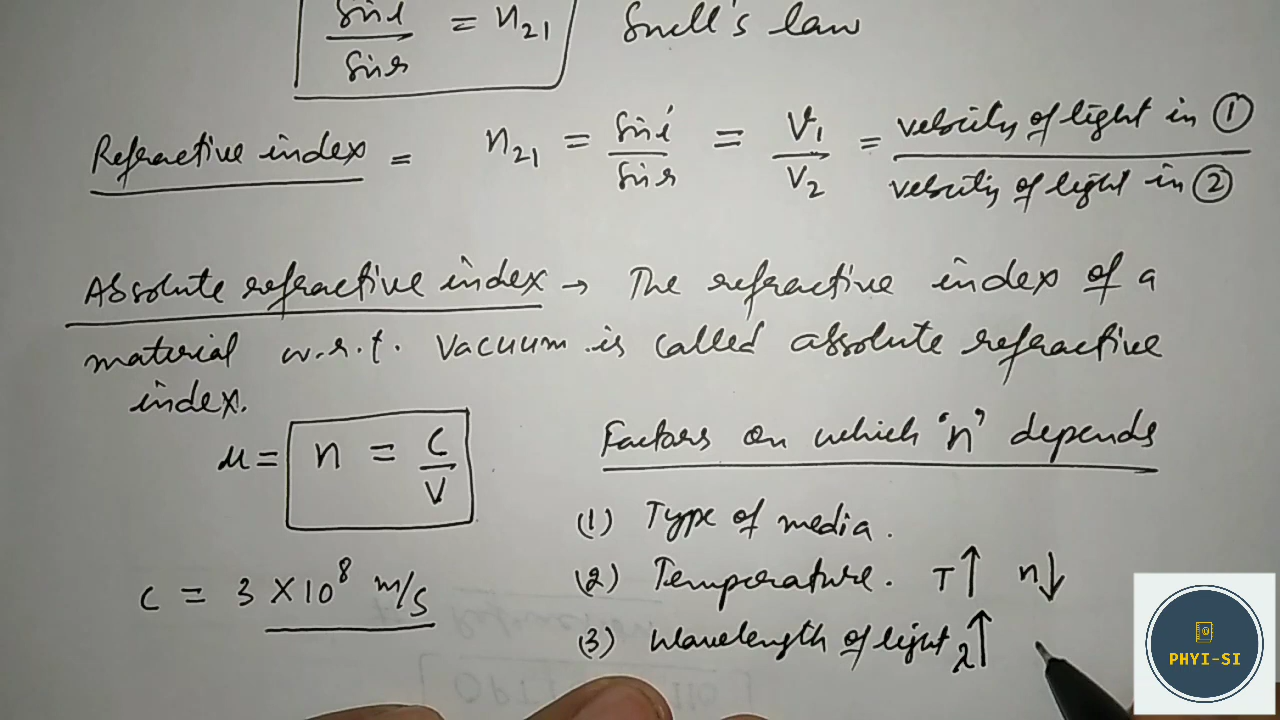 sin i / sin r = n21 Snell's law
Refractive index = n21 = sin i / sin r = V1 / V2 = velocity of light in ① / velocity of light in ②
Absolute refractive index → The refractive index of a
material w.r.t. vacuum is called absolute refractive
index.
μ = n = c / v
c = 3 × 10⁸ m/s
Factors on which 'n' depends
(1) Type of media.
(2) Temperature. T↑ n↓
(3) Wavelength of light λ↑
PHYI-SI